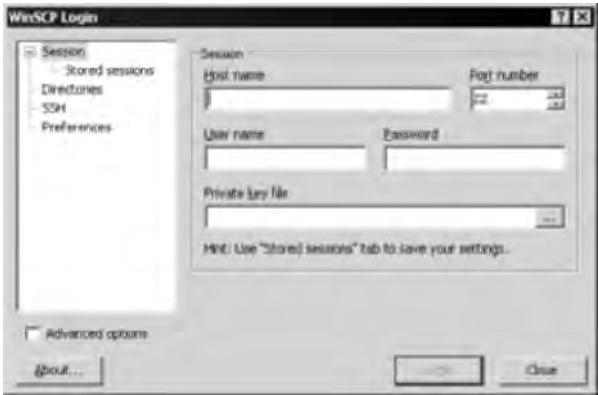 WinSCP Login
Session
Stored sessions
Directories
SSH
Preferences
Session
Host name
Port number
22
User name
Password
Private key file
...
Hint: Use "Stored sessions" tab to save your settings.
Advanced options
About...
Close